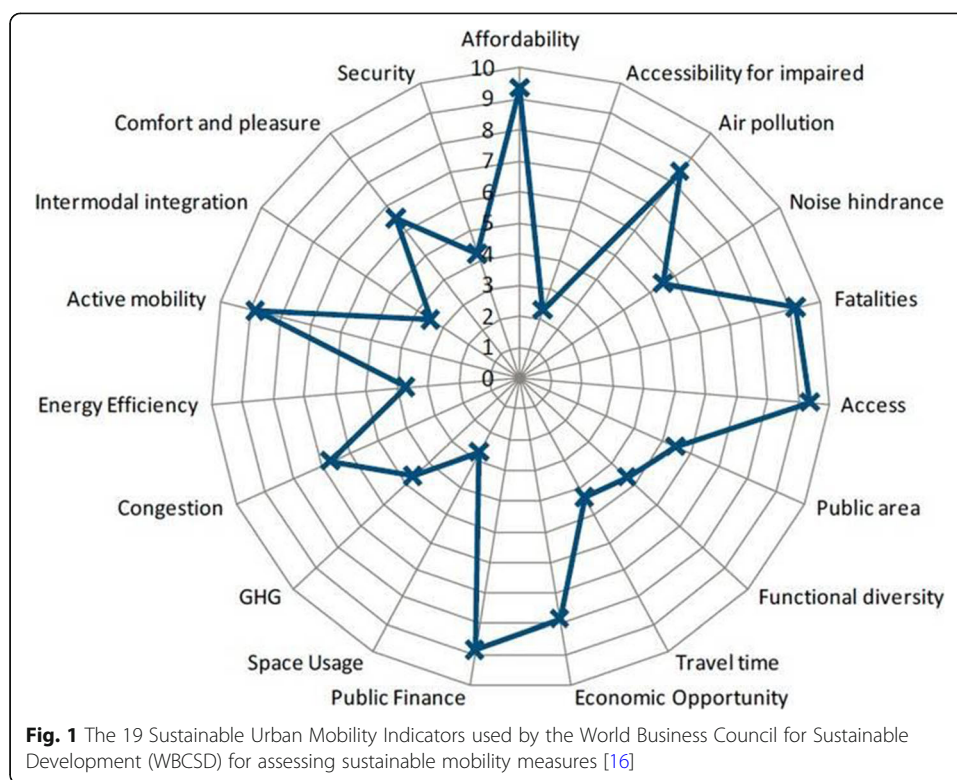 Affordability
Security
10
Accessibility for impaired
9
Comfort and pleasure
8
Air pollution
7
6
Intermodal integration
5
Noise hindrance
4
Active mobility
3
Fatalities
2
1
0
Energy Efficiency
Access
Congestion
Public area
GHG
Functional diversity
Space Usage
Travel time
Public Finance
Economic Opportunity
Fig. 1 The 19 Sustainable Urban Mobility Indicators used by the World Business Council for Sustainable
Development (WBCSD) for assessing sustainable mobility measures [16]